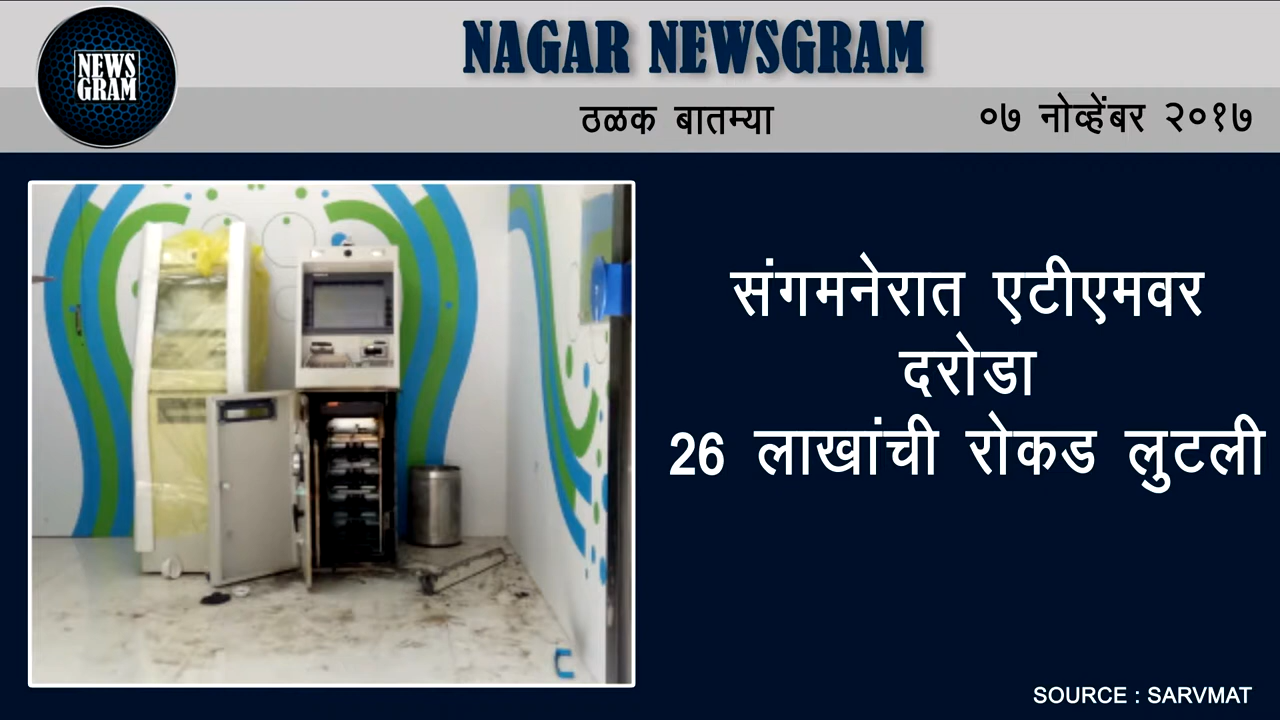 NEWS
GRAM
NAGAR NEWSGRAM
ठळक बातम्या
०७ नोव्हेंबर २०१७
संगमनेरात एटीएमवर
दरोडा
26 लाखांची रोकड लुटली
SOURCE : SARVMAT